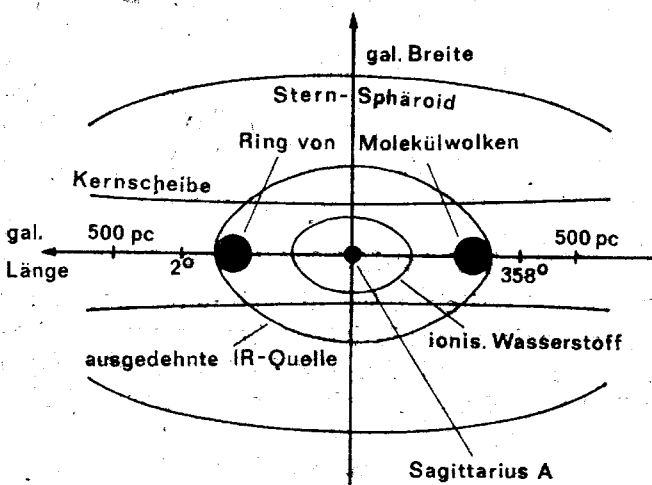 gal. Breite
Stern-Sphäroid
Ring von Molekülwolken
Kernscheibe
gal. Länge
500 pc
2°
500 pc
358°
ionis. Wasserstoff
ausgedehnte IR-Quelle
Sagittarius A